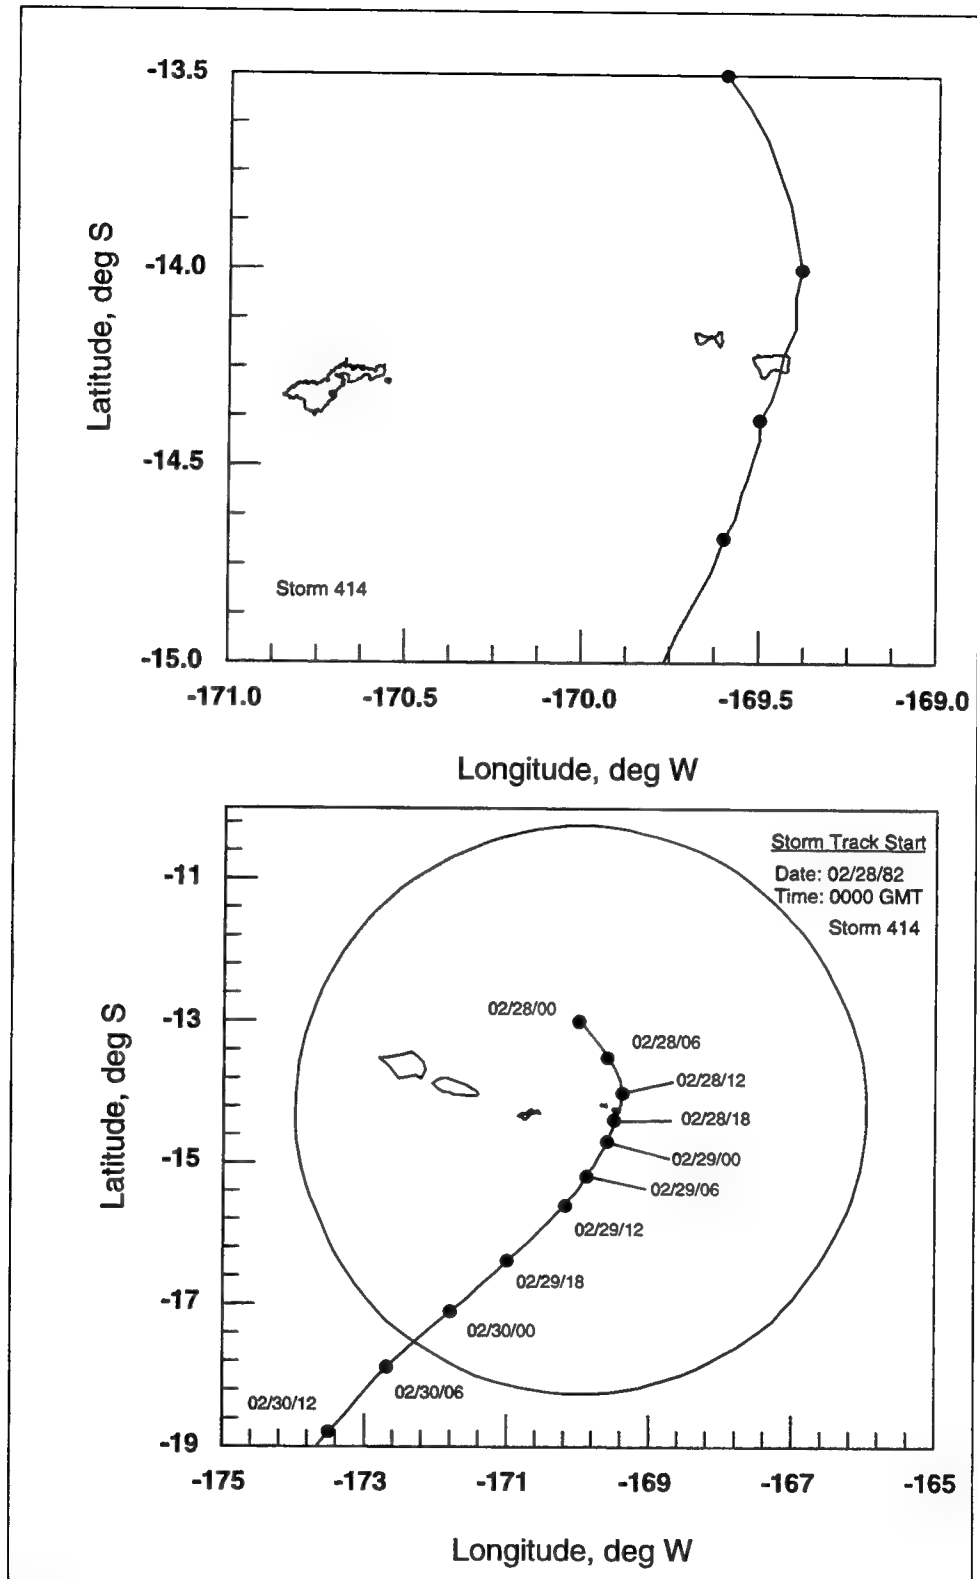 -13.5
-14.0
Latitude, deg S
-14.5
Storm 414
-15.0
-171.0 -170.5 -170.0 -169.5 -169.0
Longitude, deg W
Storm Track Start
-11
Date: 02/28/82
Time: 0000 GMT
Storm 414
02/28/00
-13
02/28/06
02/28/12
Latitude, deg S
02/28/18
-15
02/29/00
02/29/06
02/29/12
02/29/18
-17
02/30/00
02/30/06
02/30/12
-19
-175 -173 -171 -169 -167 -165
Longitude, deg W